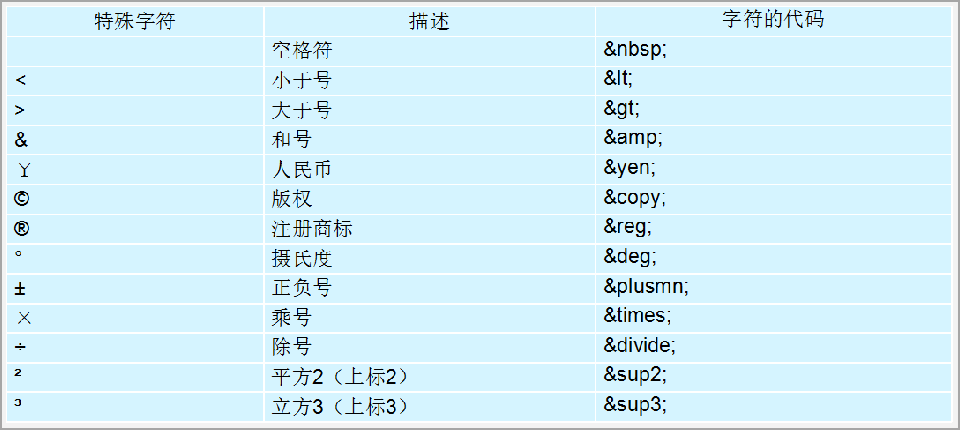 特殊字符 描述 字符的代码
空格符 &nbsp;
< 小于号 &lt;
> 大于号 &gt;
& 和号 &amp;
￥ 人民币 &yen;
© 版权 &copy;
® 注册商标 &reg;
° 摄氏度 &deg;
± 正负号 &plusmn;
× 乘号 &times;
÷ 除号 &divide;
² 平方2（上标2） &sup2;
³ 立方3（上标3） &sup3;